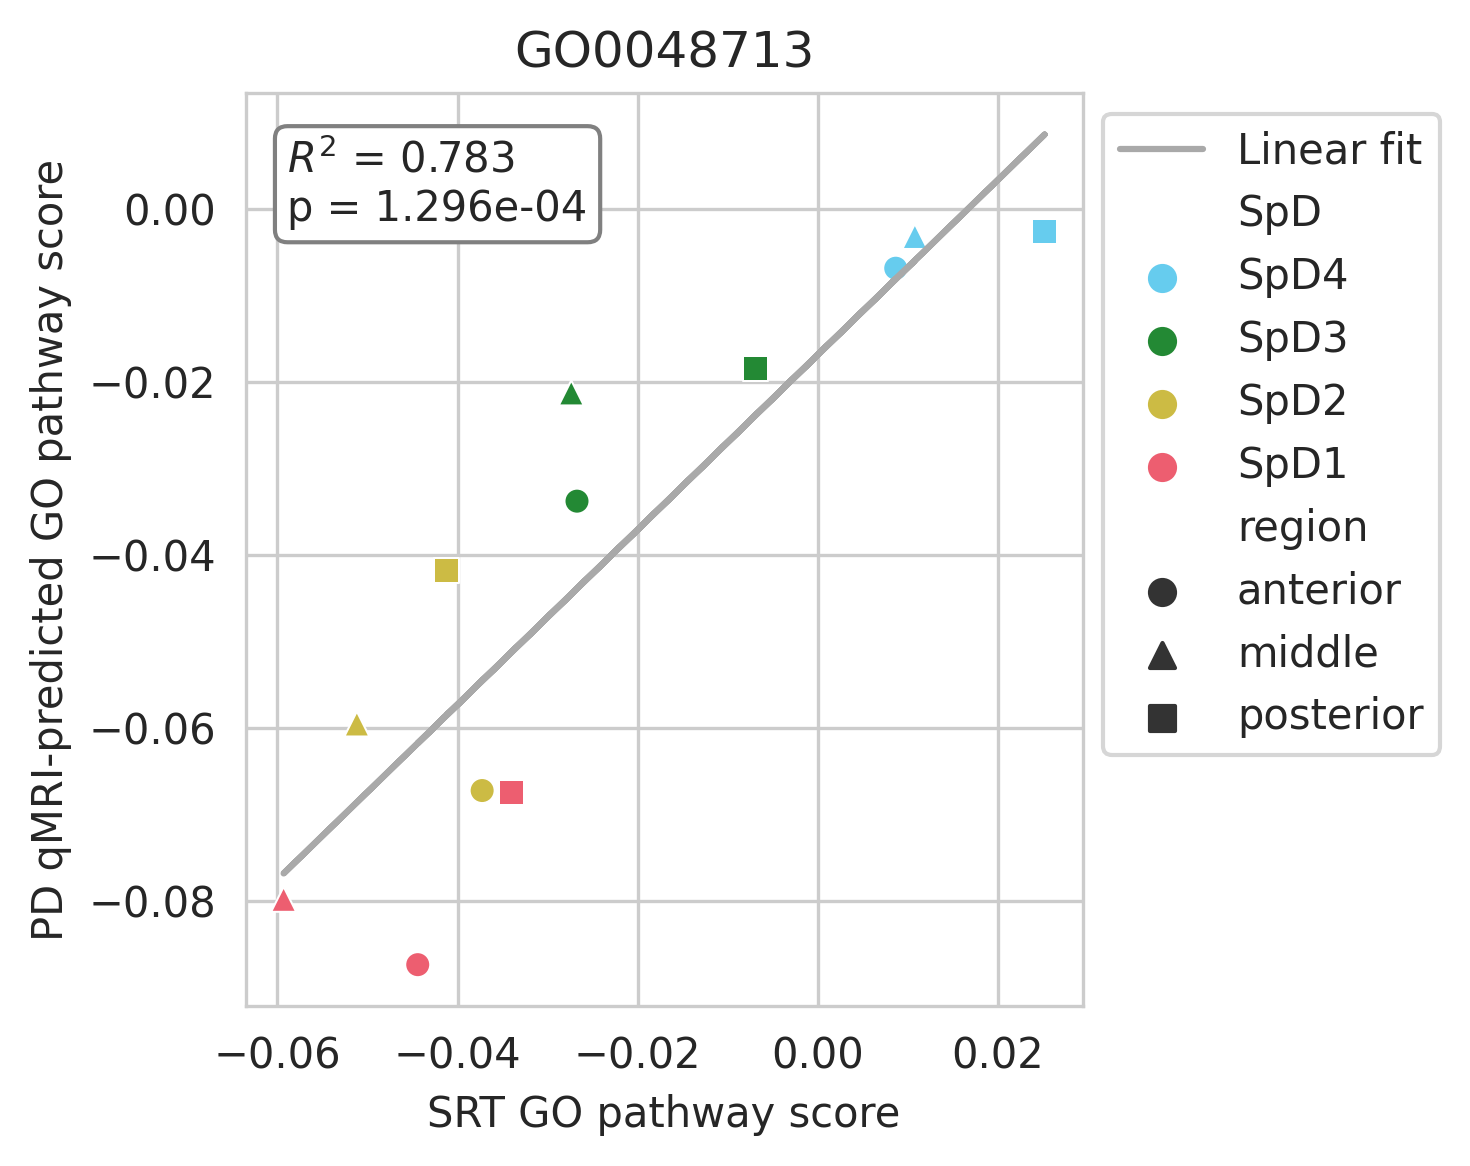 GO0048713
R² = 0.783
p = 1.296e-04
PD qMRI-predicted GO pathway score
0.00
−0.02
−0.04
−0.06
−0.08
−0.06
−0.04
−0.02
0.00
0.02
SRT GO pathway score
Linear fit
SpD
SpD4
SpD3
SpD2
SpD1
region
anterior
middle
posterior